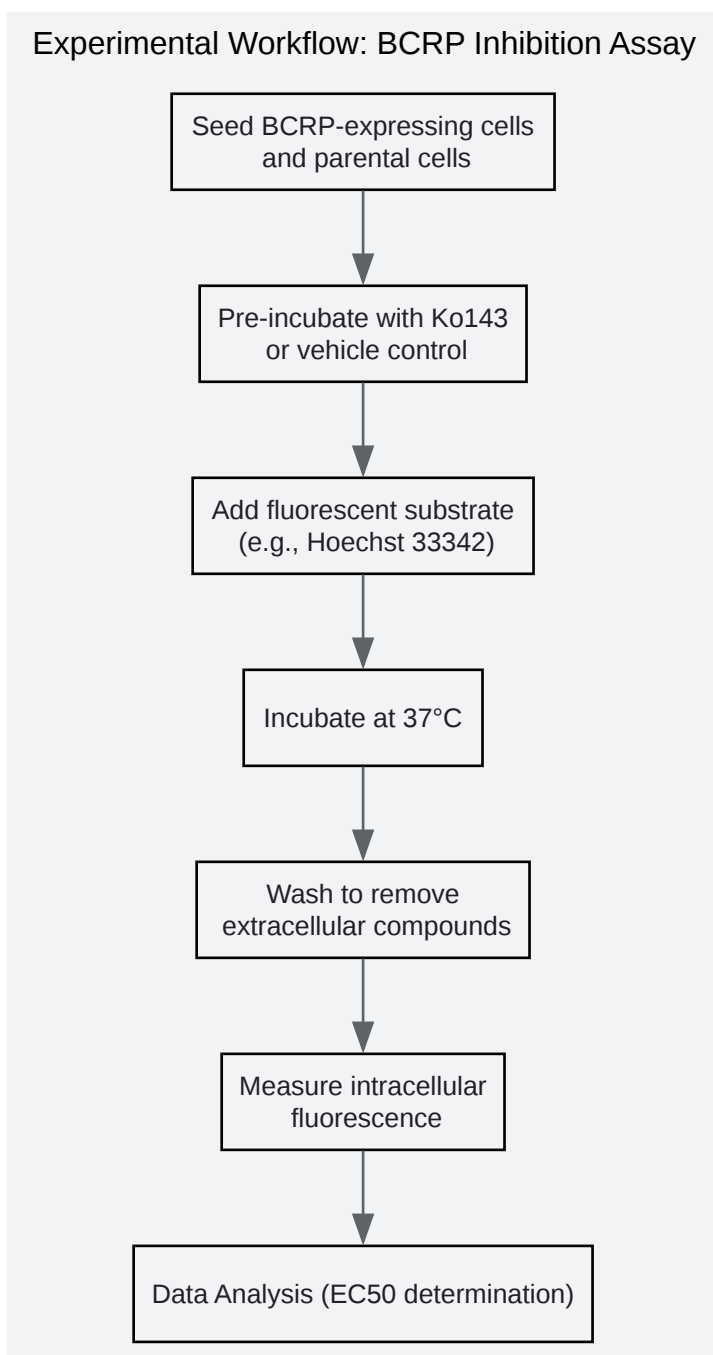 Experimental Workflow: BCRP Inhibition Assay
Seed BCRP-expressing cells
and parental cells
Pre-incubate with Ko143
or vehicle control
Add fluorescent substrate
(e.g., Hoechst 33342)
Incubate at 37°C
Wash to remove
extracellular compounds
Measure intracellular
fluorescence
Data Analysis (EC50 determination)